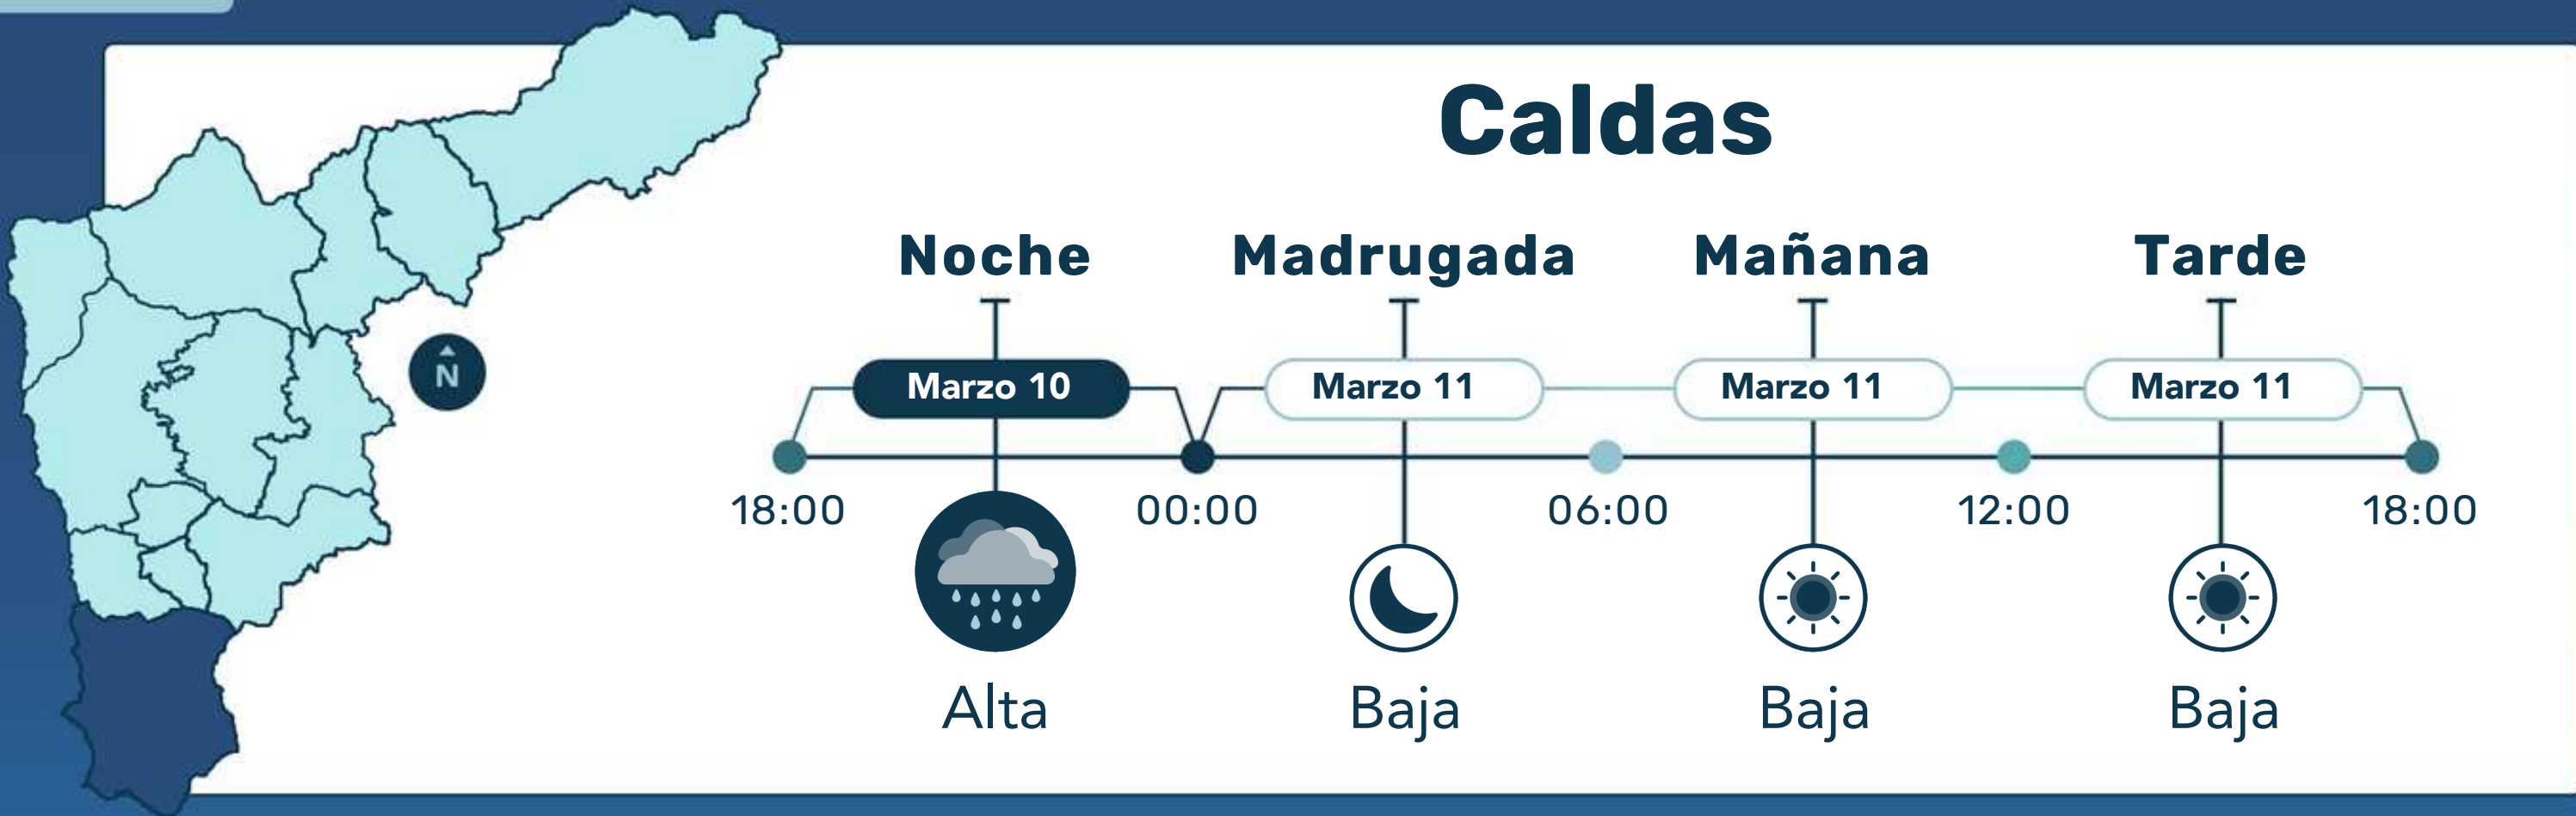 Caldas
Noche Madrugada Mañana Tarde
N
Marzo 10 Marzo 11 Marzo 11 Marzo 11
18:00 00:00 06:00 12:00 18:00
Alta Baja Baja Baja